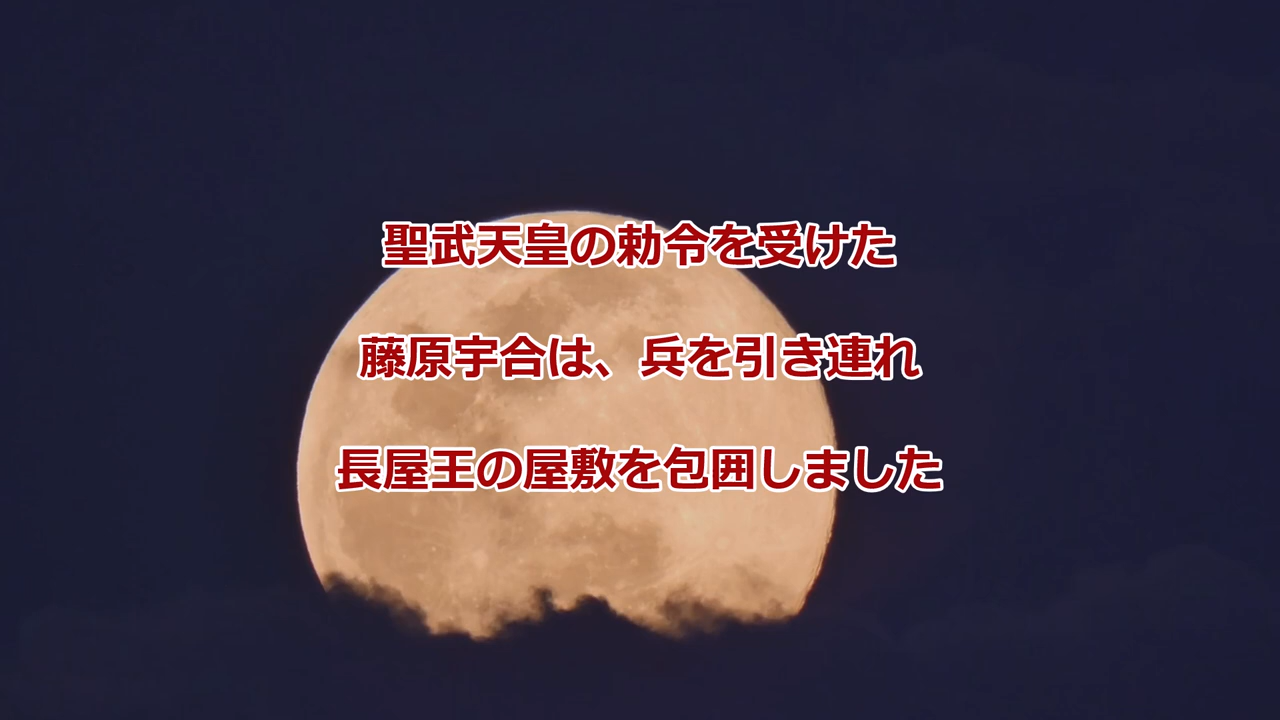 聖武天皇の勅令を受けた
藤原宇合は、兵を引き連れ
長屋王の屋敷を包囲しました